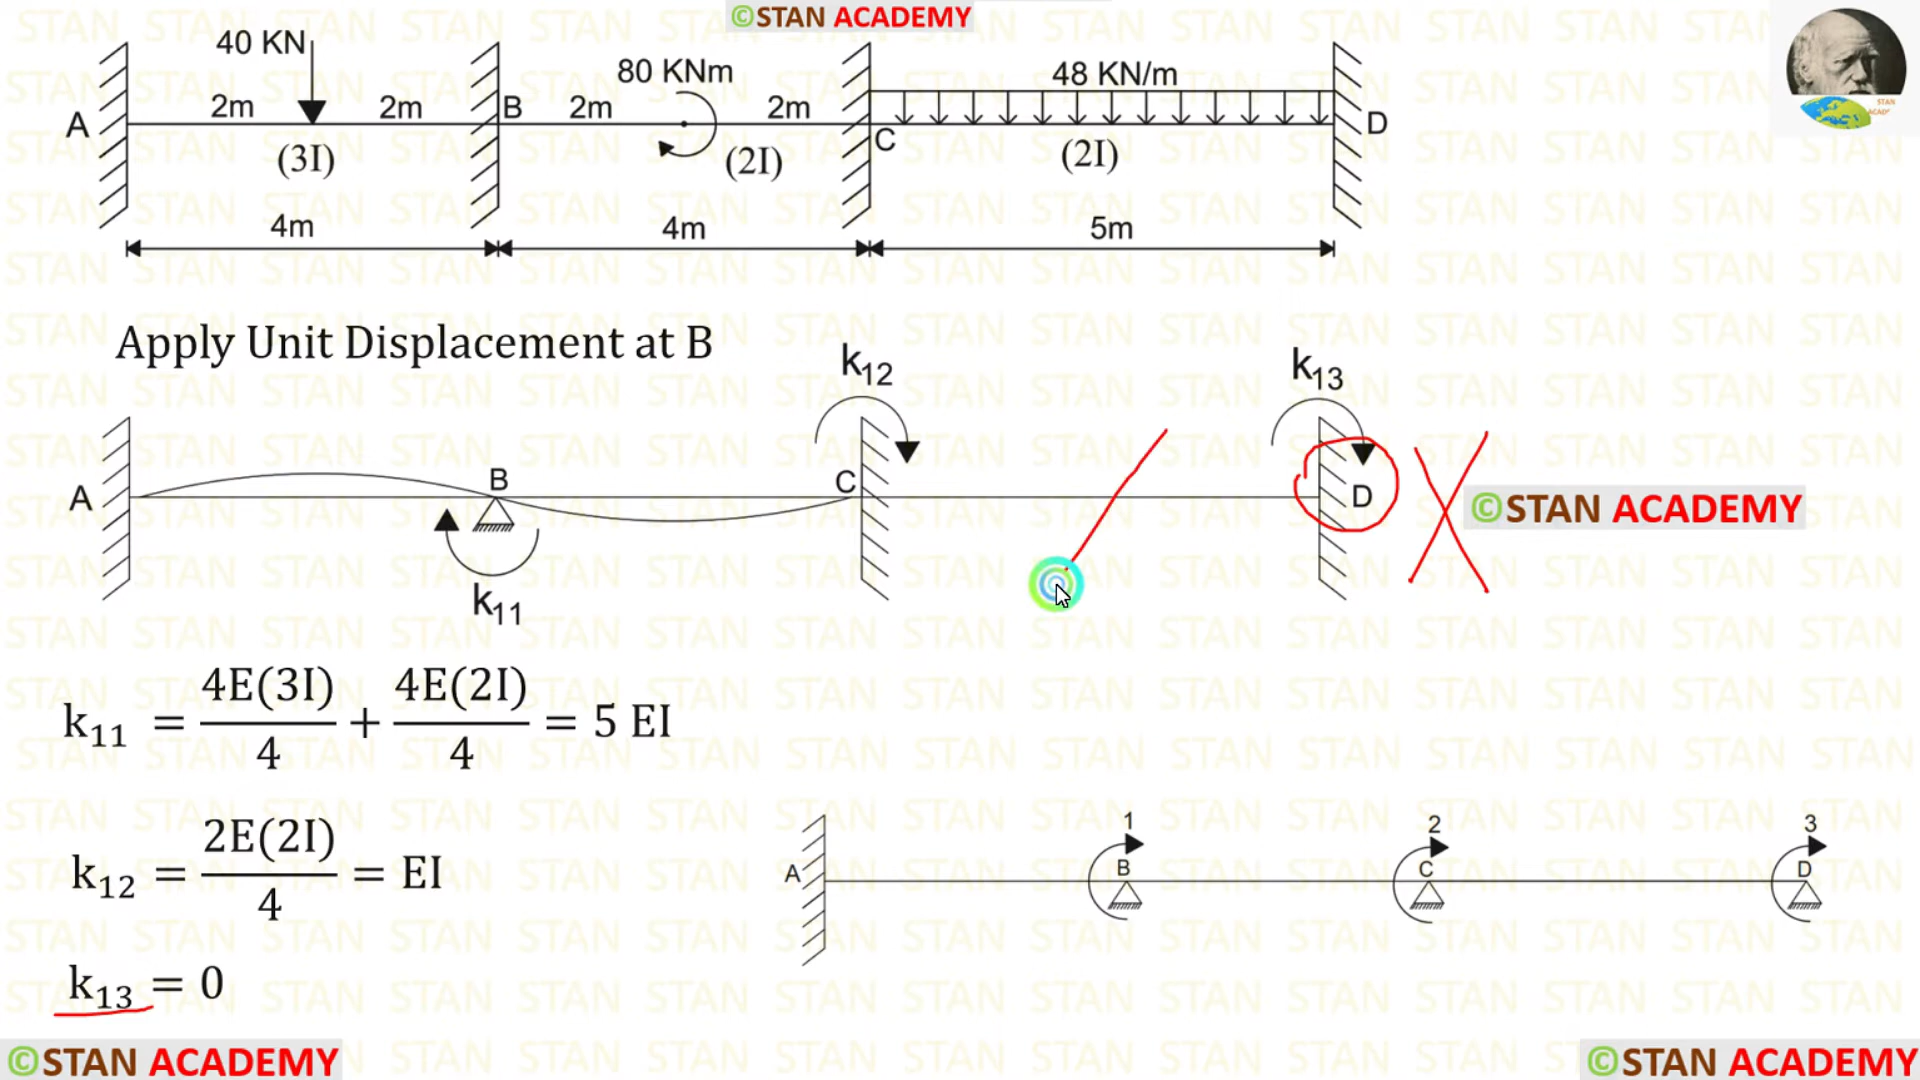 ©STAN ACADEMY
40 KN
80 KNm
48 KN/m
A 2m 2m B 2m 2m C D
(3I) (2I) (2I)
4m 4m 5m
STAN ACADEMY
Apply Unit Displacement at B
k12 k13
A B C D
©STAN ACADEMY
k11
k11 = 4E(3I)/4 + 4E(2I)/4 = 5 EI
k12 = 2E(2I)/4 = EI
1 2 3
A B C D
k13 = 0
©STAN ACADEMY ©STAN ACADEMY